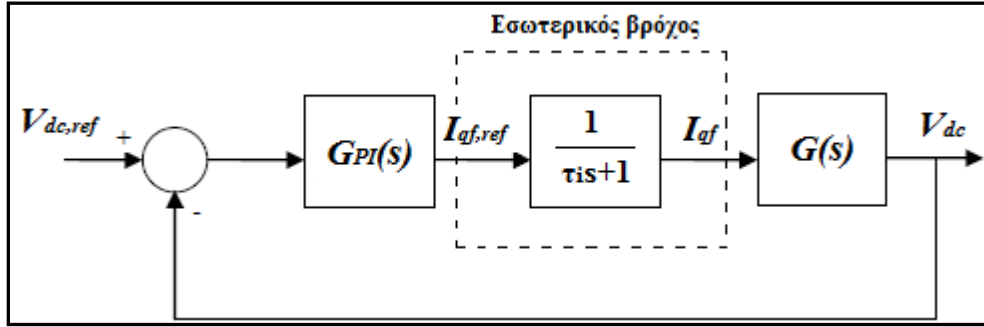 Εσωτερικός βρόχος
Vdc,ref
+
-
GPI(s)
Iqf,ref
1
τis+1
Iqf
G(s)
Vdc